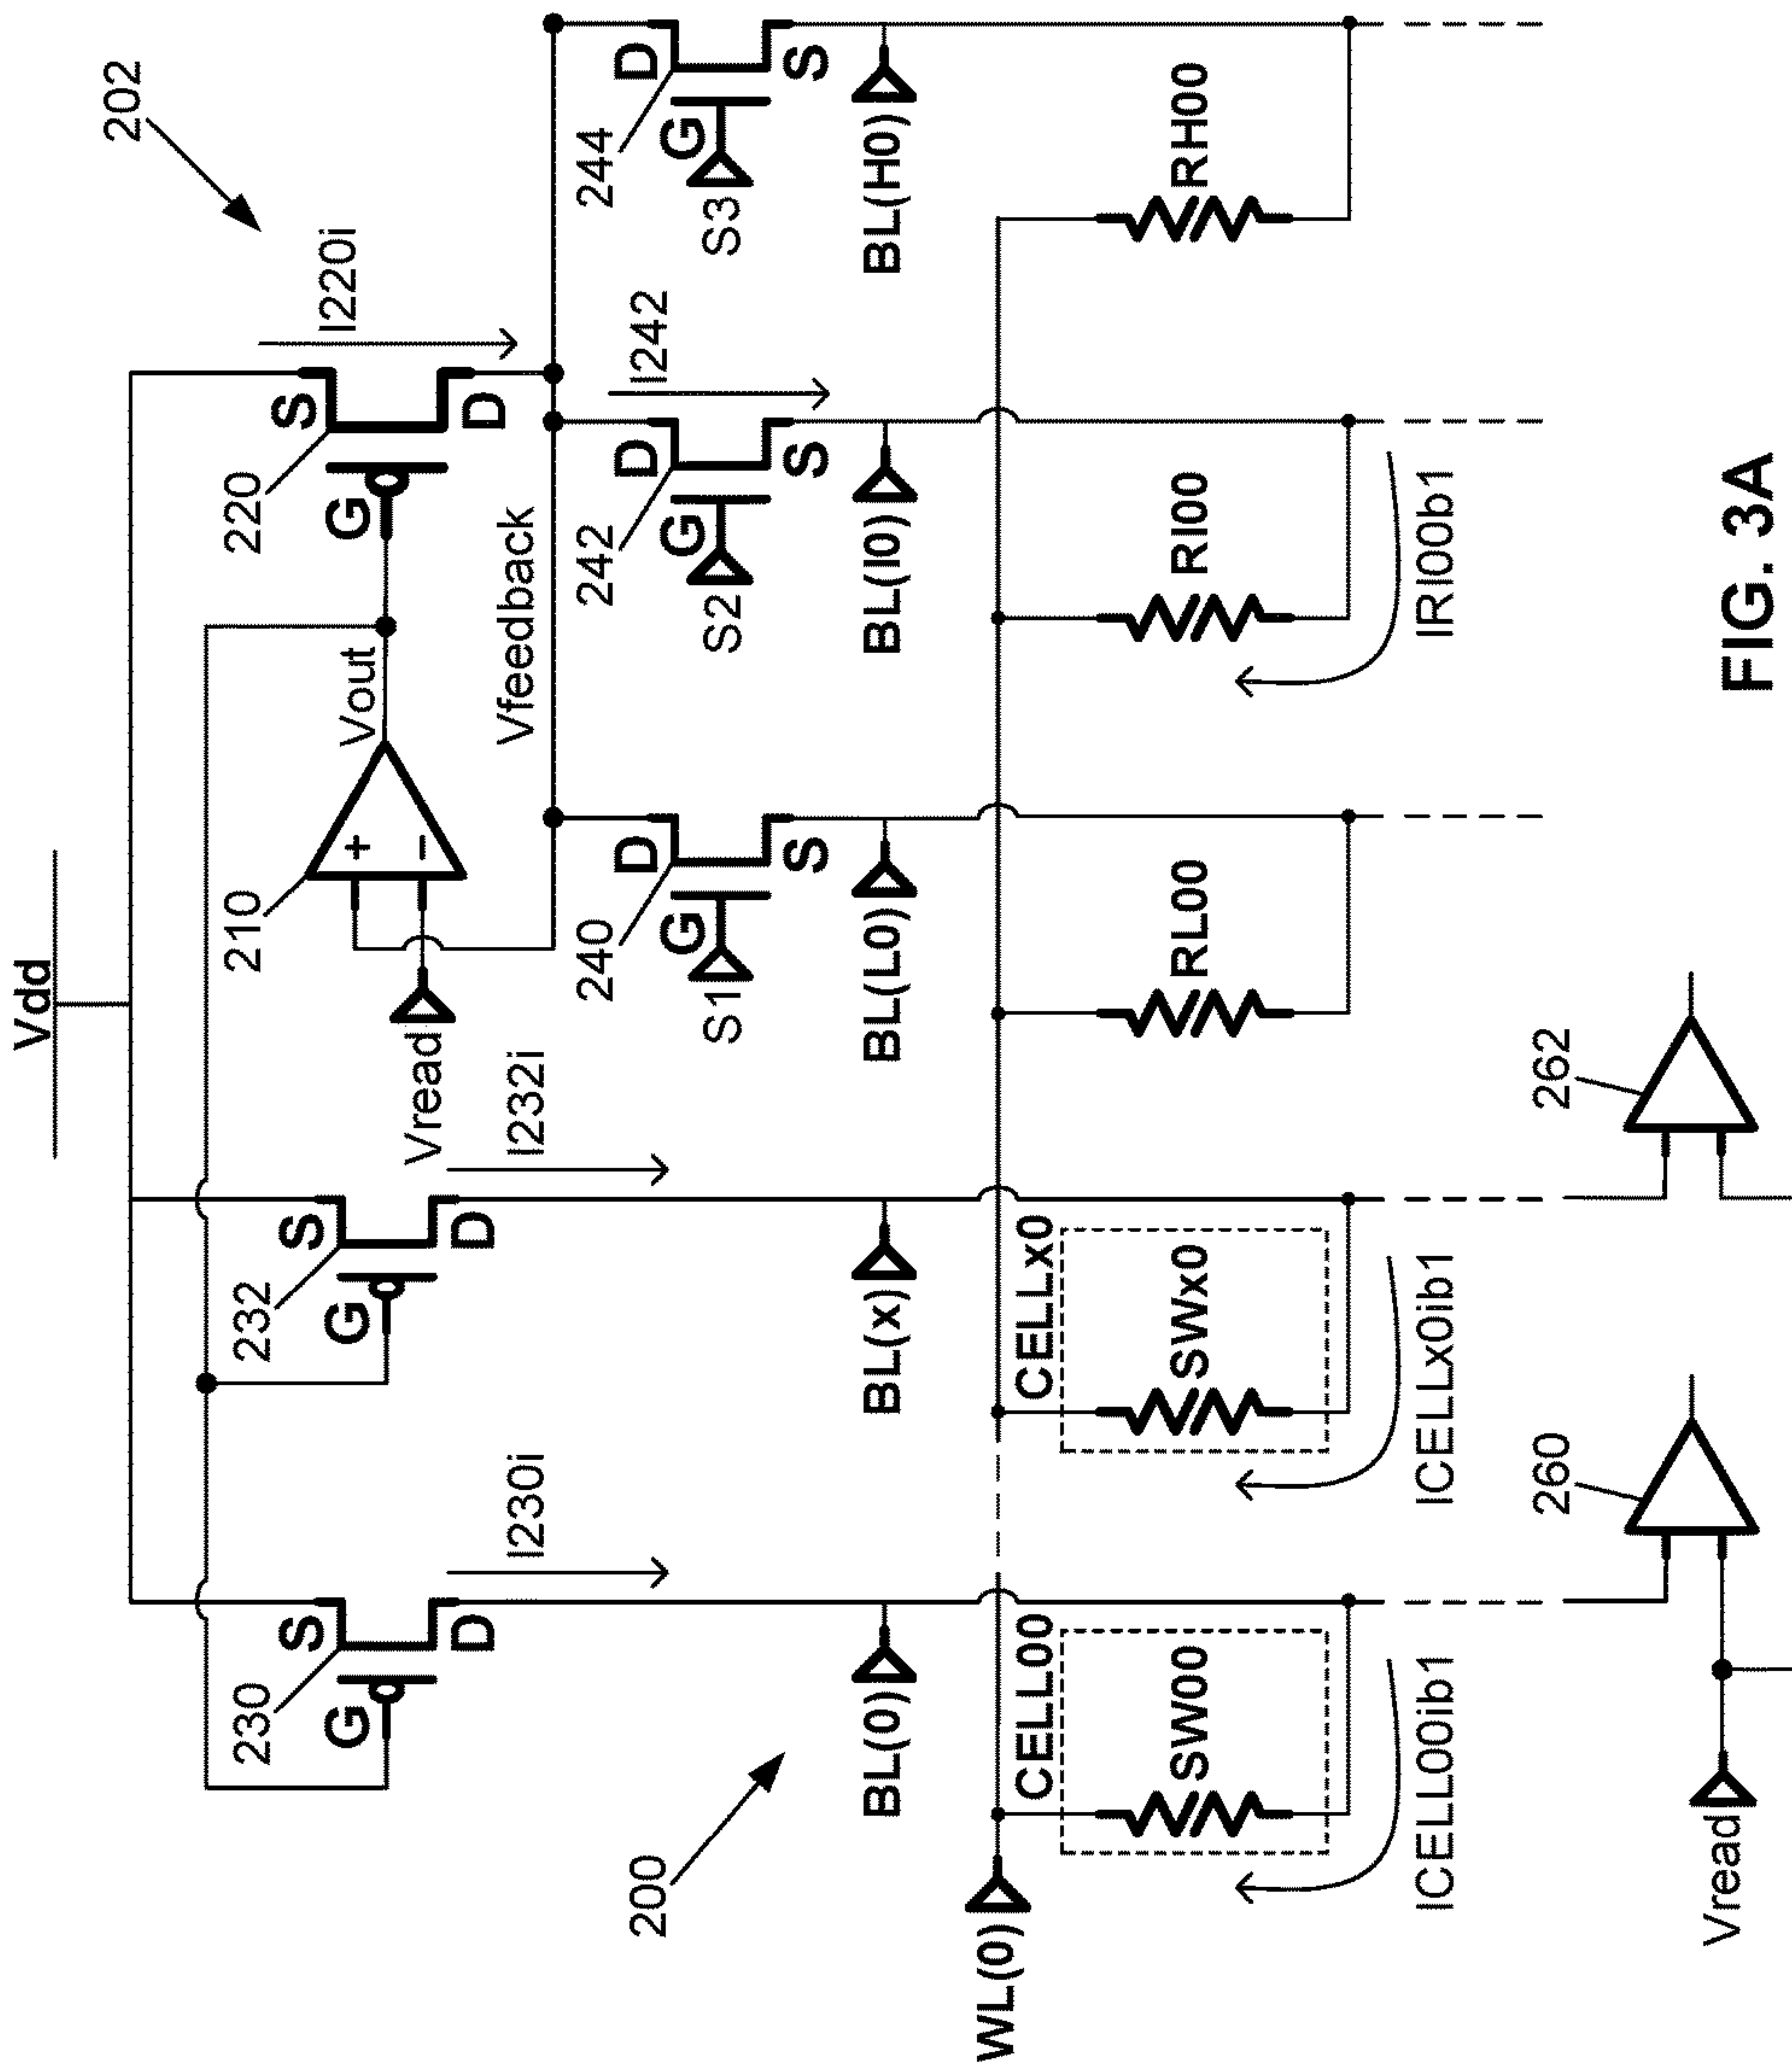 Vdd
202
220
I220i
S
G
D
210
+
−
Vout
Vread
Vfeedback
230
S
G
D
I230i
232
S
G
D
I232i
240
D
G
S
S1
242
D
G
S
S2
I242
244
D
G
S
S3
200
BL(0)
BL(x)
BL(L0)
BL(I0)
BL(H0)
WL(0)
CELL00
SW00
CELLx0
SWx0
RL00
RI00
RH00
ICELL00ib1
ICELLx0ib1
IRI00b1
260
262
Vread
FIG. 3A